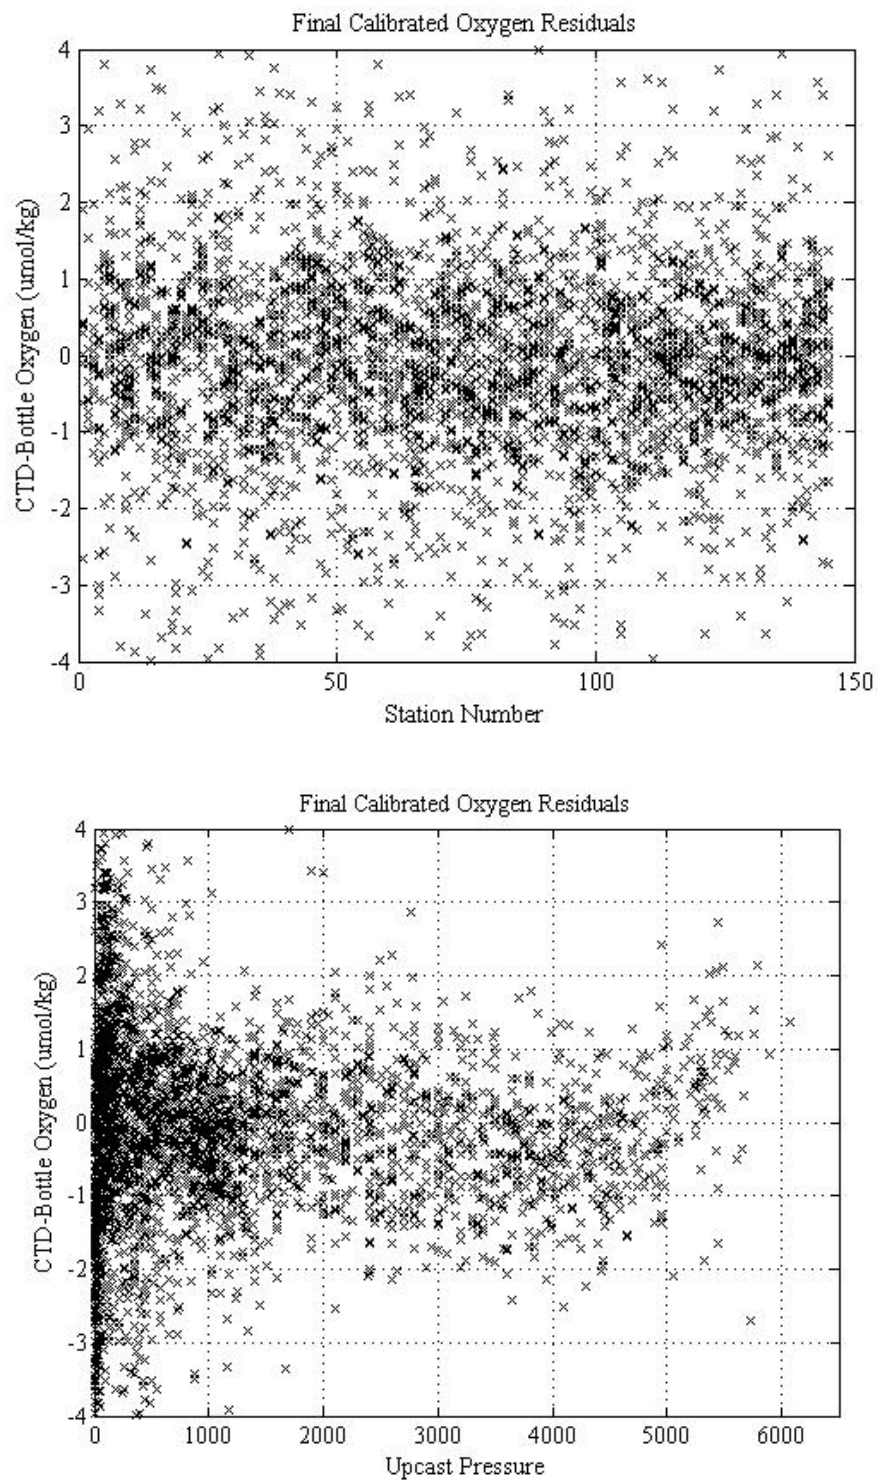 Final Calibrated Oxygen Residuals
4
3
2
1
0
-1
-2
-3
-4
CTD-Bottle Oxygen (umol/kg)
0 50 100 150
Station Number
Final Calibrated Oxygen Residuals
4
3
2
1
0
-1
-2
-3
-4
CTD-Bottle Oxygen (umol/kg)
0 1000 2000 3000 4000 5000 6000
Upcast Pressure